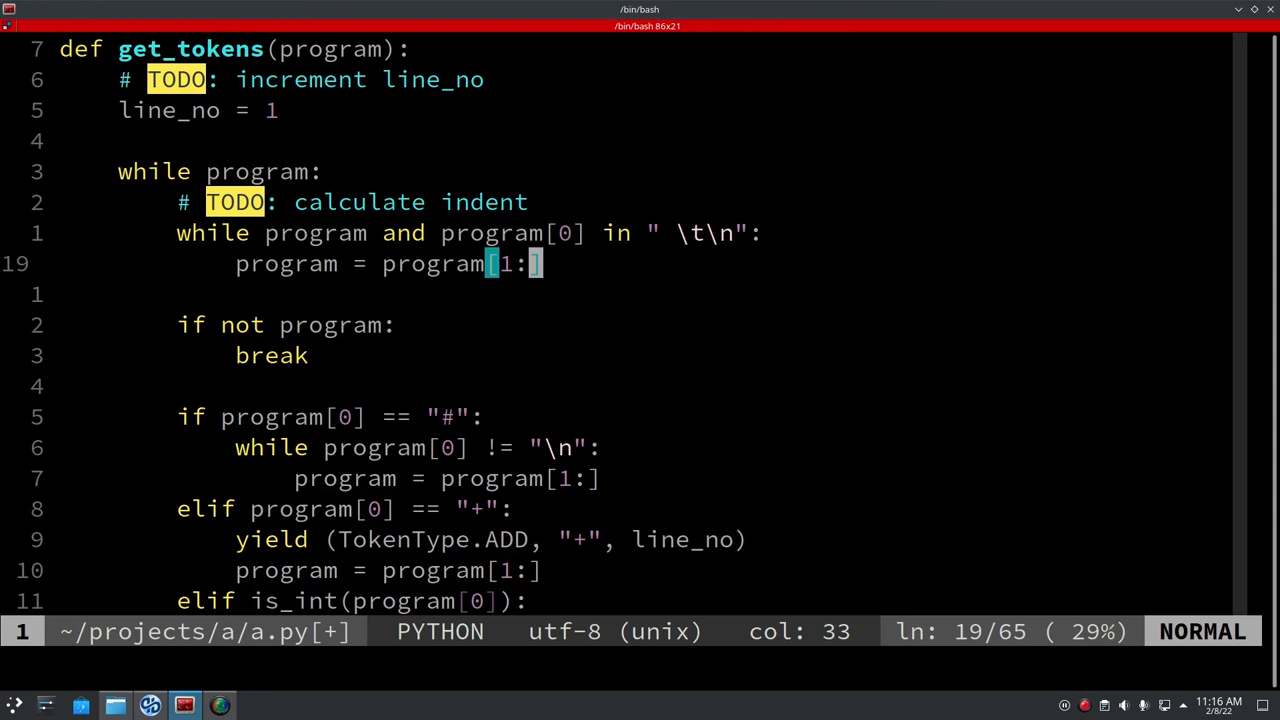 /bin/bash
/bin/bash 86x21
7 def get_tokens(program):
6     # TODO: increment line_no
5     line_no = 1
4
3     while program:
2         # TODO: calculate indent
1         while program and program[0] in " \t\n":
19             program = program[1:]
1
2         if not program:
3             break
4
5         if program[0] == "#":
6             while program[0] != "\n":
7                 program = program[1:]
8         elif program[0] == "+":
9             yield (TokenType.ADD, "+", line_no)
10             program = program[1:]
11         elif is_int(program[0]):
1 ~/projects/a/a.py[+] PYTHON utf-8 (unix) col: 33 ln: 19/65 ( 29%) NORMAL
11:16 AM
2/8/22